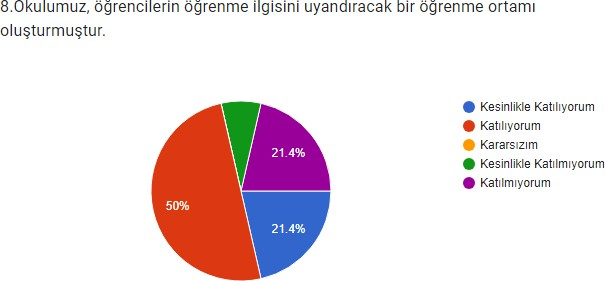 8.Okulumuz, öğrencilerin öğrenme ilgisini uyandıracak bir öğrenme ortamı
oluşturmuştur.
Kesinlikle Katılıyorum
Katılıyorum
Kararsızım
Kesinlikle Katılmıyorum
Katılmıyorum
21.4%
50%
21.4%